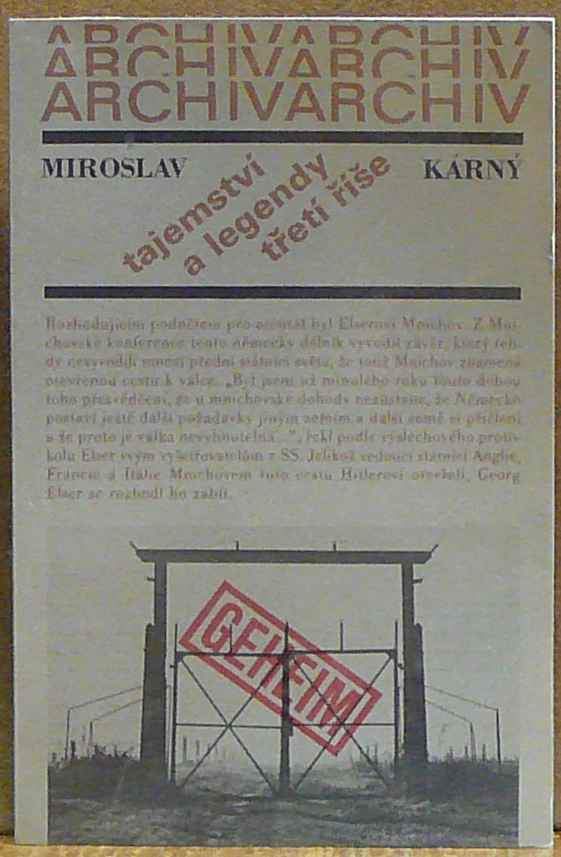 ARCHIVARCHIV
ARCHIVARCHIV
ARCHIVARCHIV
MIROSLAV KÁRNÝ
tajemství
a legendy
třetí říše
Rozhodujícím podnětem pro atentát byl Elserovi Mnichov. Z Mni-
chovské konference tento německý dělník vyvodil závěr, který teh-
dy nevyvodili mnozí přední státníci světa, že totiž Mnichov znamená
otevřenou cestu k válce. „Byl jsem už minulého roku touto dobou
toho přesvědčení, že u mnichovské dohody nezůstane, že Německo
postaví ještě další požadavky jiným zemím a další země si přičlení
a že proto je válka nevyhnutelná...", řekl podle výslechového proto-
kolu Elser svým vyšetřovatelům z SS. Jelikož vedoucí státníci Anglie,
Francie a Itálie Mnichovem tuto cestu Hitlerovi otevřeli, Georg
Elser se rozhodl ho zabít.
GEHEIM